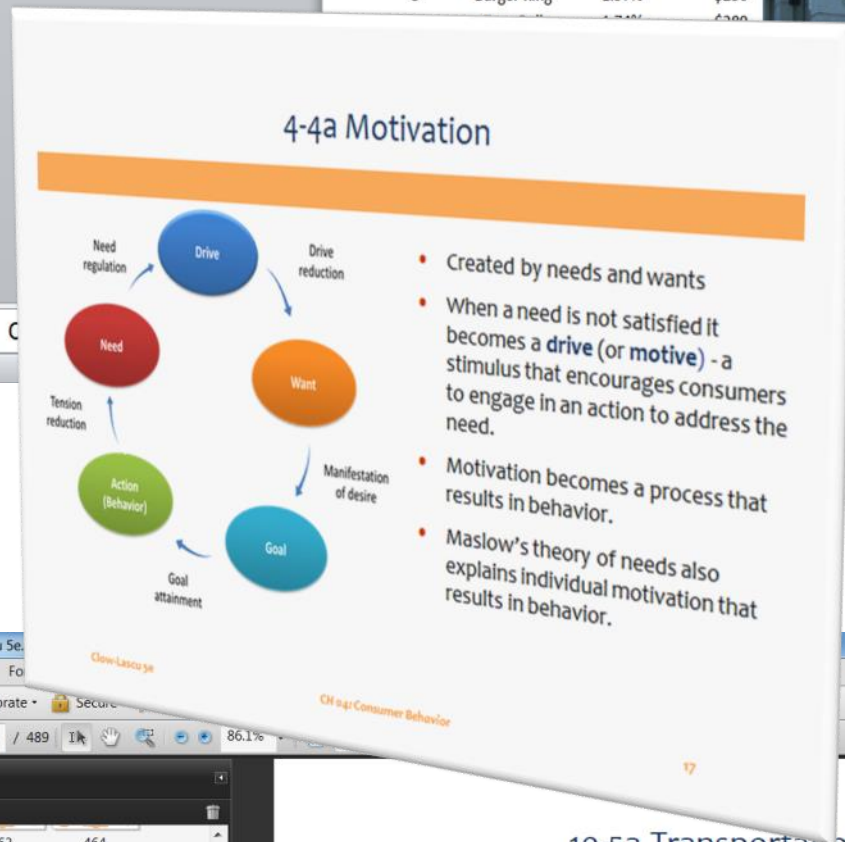 4-4a Motivation
Need
regulation
Drive
Drive
reduction
Need
Want
Tension
reduction
Action
(Behavior)
Manifestation
of desire
Goal
Goal
attainment
• Created by needs and wants
• When a need is not satisfied it
becomes a drive (or motive) - a
stimulus that encourages consumers
to engage in an action to address the
need.
• Motivation becomes a process that
results in behavior.
• Maslow's theory of needs also
explains individual motivation that
results in behavior.
Clow-Lascu 5e
CH 04: Consumer Behavior
17
5e.
/ 489
86.1%
464